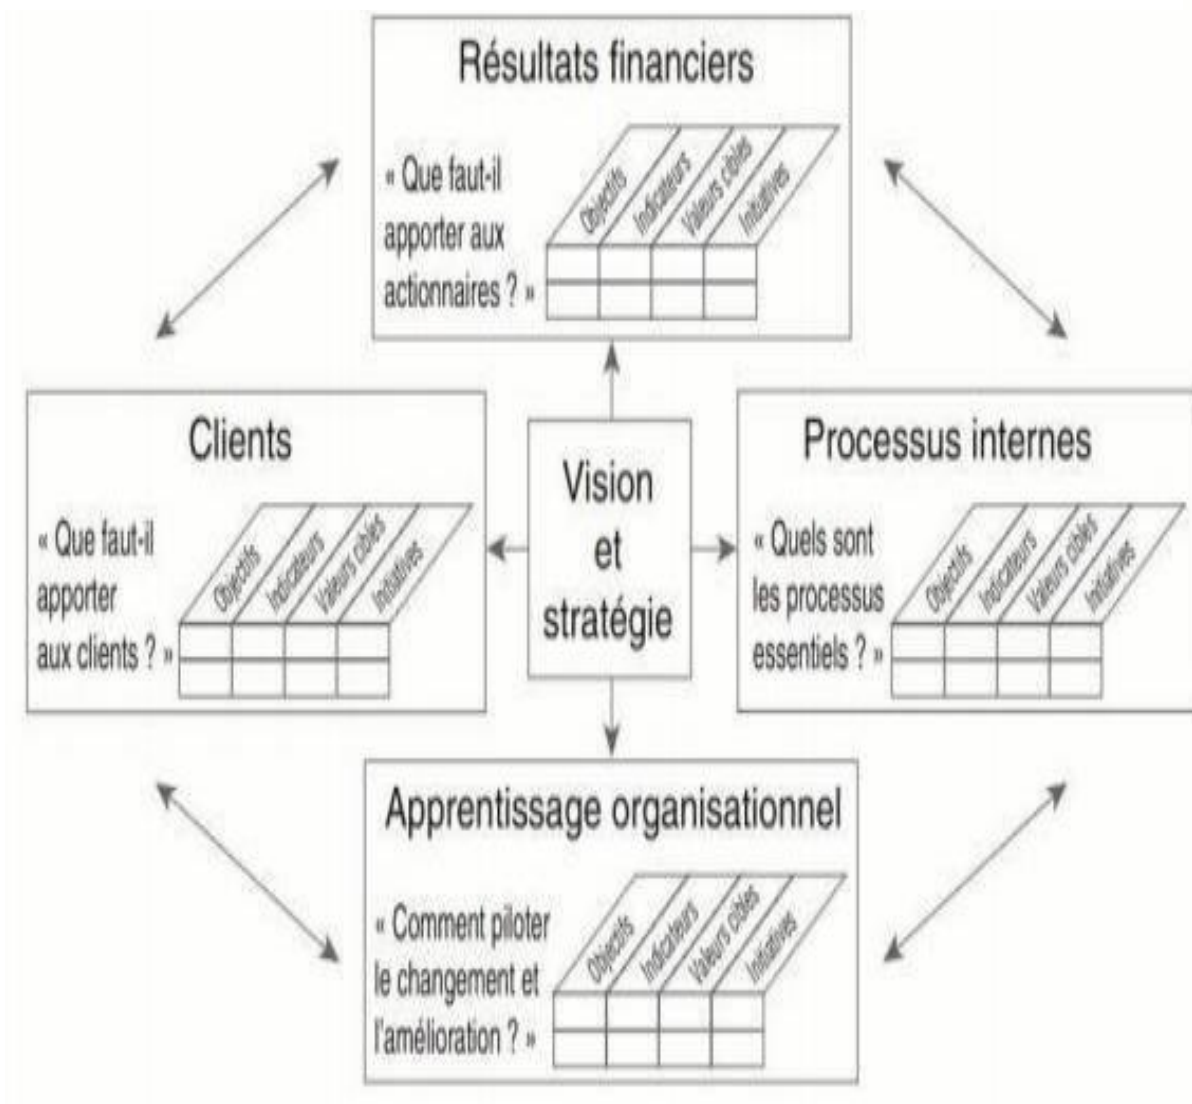 Résultats financiers
« Que faut-il
apporter aux
actionnaires ? »
Objectifs
Indicateurs
Valeurs cibles
Initiatives
Clients
« Que faut-il
apporter
aux clients ? »
Objectifs
Indicateurs
Valeurs cibles
Initiatives
Vision
et
stratégie
Processus internes
« Quels sont
les processus
essentiels ? »
Objectifs
Indicateurs
Valeurs cibles
Initiatives
Apprentissage organisationnel
« Comment piloter
le changement et
l'amélioration ? »
Objectifs
Indicateurs
Valeurs cibles
Initiatives